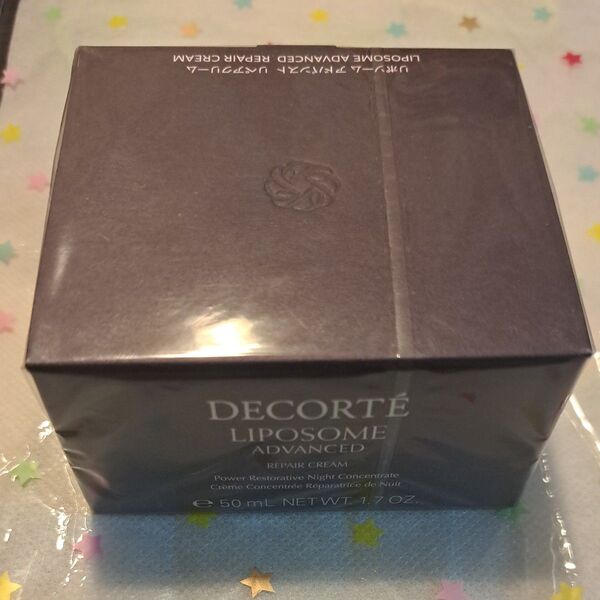 リポソーム アドバンスト リペアクリーム
LIPOSOME ADVANCED REPAIR CREAM
DECORTÉ
LIPOSOME
ADVANCED
REPAIR CREAM
Power Restorative Night Concentrate
Crème Concentrée Réparatrice de Nuit
℮ 50 mL NET WT. 1.7 OZ.